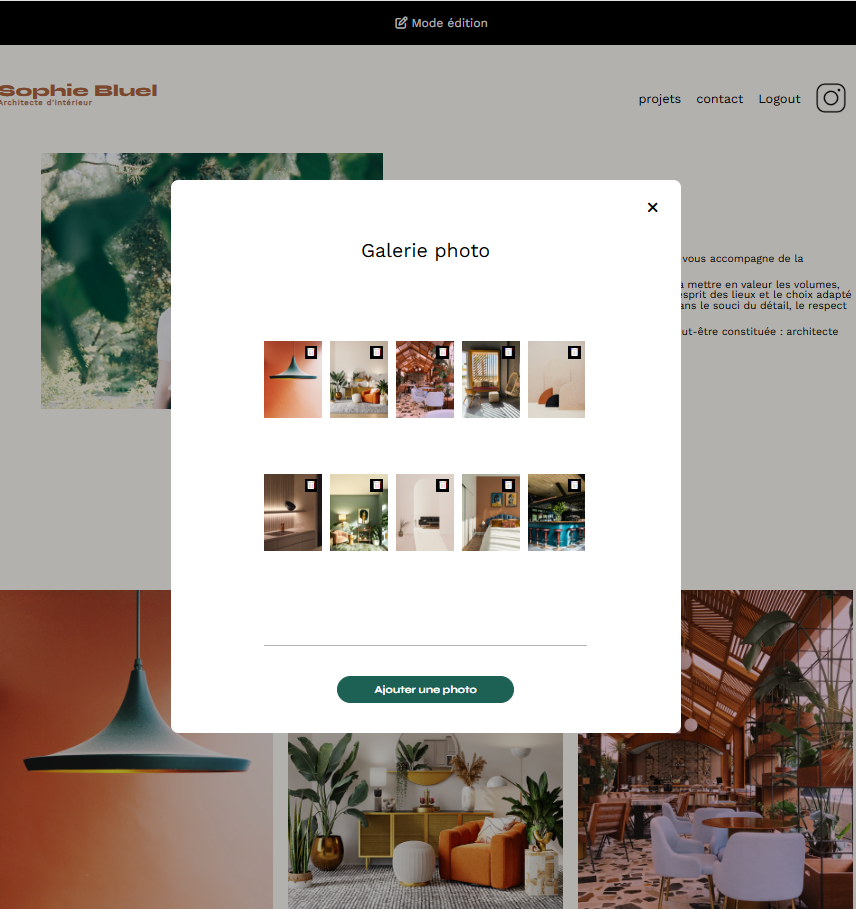 Mode édition
Sophie Bluel
Architecte d'intérieur
projets contact Logout
Galerie photo
vous accompagne de la
mettre en valeur les volumes,
esprit des lieux et le choix adapté
ans le souci du détail, le respect
ut-être constituée : architecte
Ajouter une photo